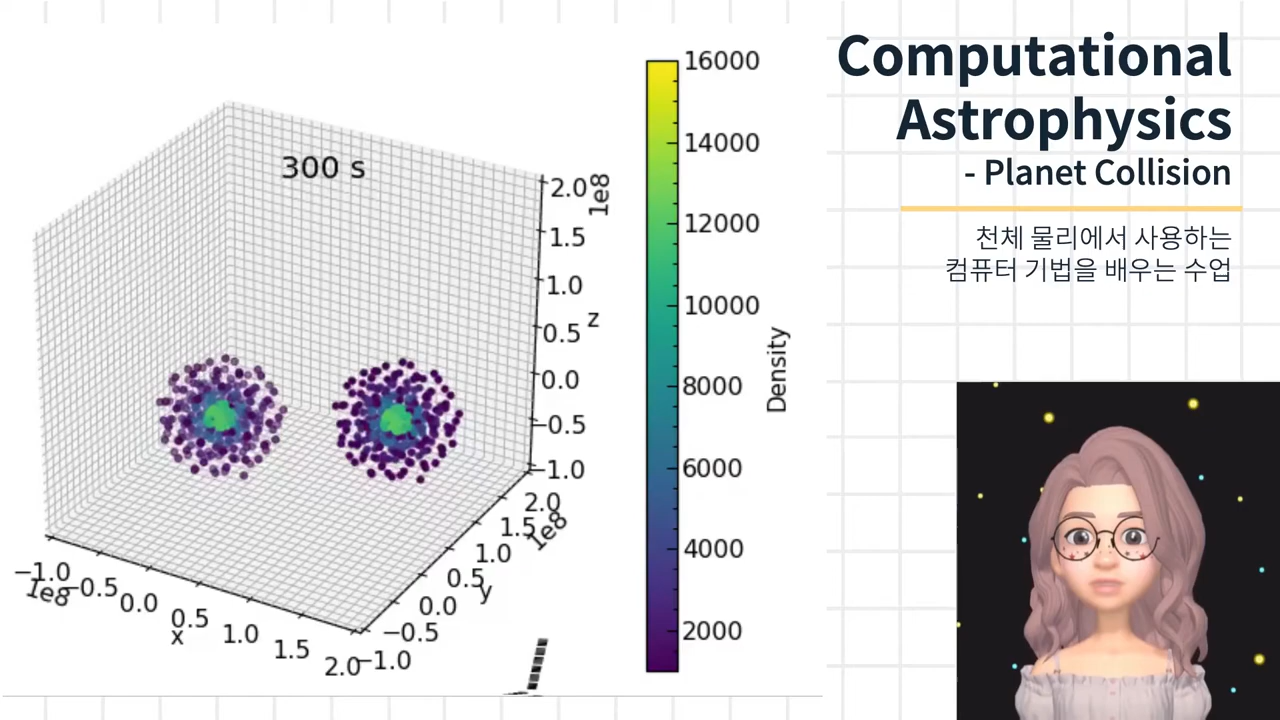 Computational
Astrophysics
- Planet Collision
천체 물리에서 사용하는
컴퓨터 기법을 배우는 수업
300 s
2.0
1e8
1.5
1.0
0.5
z
0.0
−0.5
−1.0
2.0
1e8
1.5
1.0
0.5
y
0.0
−0.5
−1.0
−1.0
1e8
−0.5
0.0
0.5
x
1.0
1.5
2.0
16000
14000
12000
10000
8000
6000
4000
2000
Density